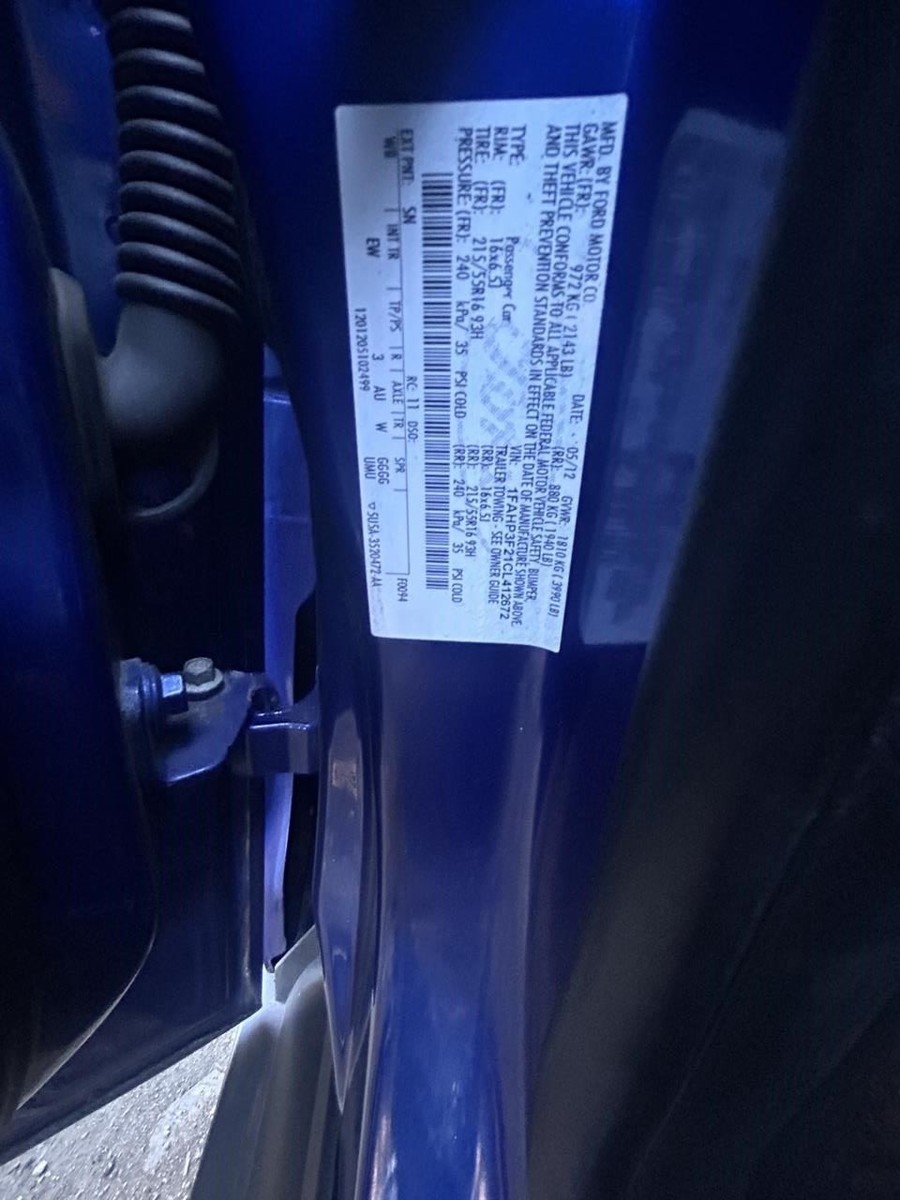 MFD. BY FORD MOTOR CO.
DATE: 05/12 GVWR: 1810 KG ( 3990 LB)
GAWR: (FR): 972 KG ( 2143 LB) (RR): 880 KG ( 1940 LB)
THIS VEHICLE CONFORMS TO ALL APPLICABLE FEDERAL MOTOR VEHICLE SAFETY, BUMPER,
AND THEFT PREVENTION STANDARDS IN EFFECT ON THE DATE OF MANUFACTURE SHOWN ABOVE.
VIN: 1FAHP3F21CL412672
TYPE: Passenger Car TRAILER TOWING - SEE OWNER GUIDE
RIM: (FR): 16x6.5J (RR): 16x6.5J
TIRE: (FR): 215/55R16 93H (RR): 215/55R16 93H
PRESSURE: (FR): 240 kPa/ 35 PSI COLD (RR): 240 kPa/ 35 PSI COLD
EXT PNT: SN RC: 11 DSO: F0094
WB INT TR TP/PS R AXLE TR SPR
EW 3 AU W GGGG UMU
1201205102499 ▽5U5A-3520472-AA